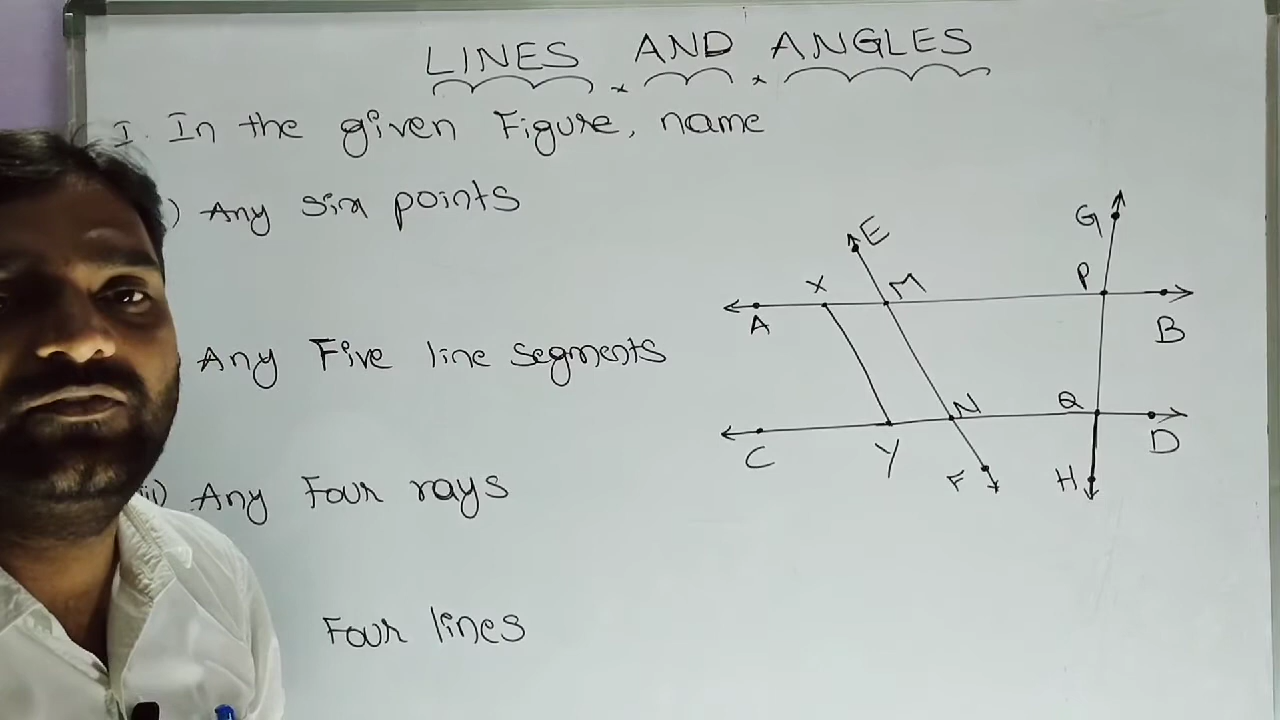 LINES AND ANGLES
I. In the given Figure, name
) Any six points
Any Five line segments
ii) Any Four rays
Four lines
G
E
X M P
A B
N Q
C Y D
F H